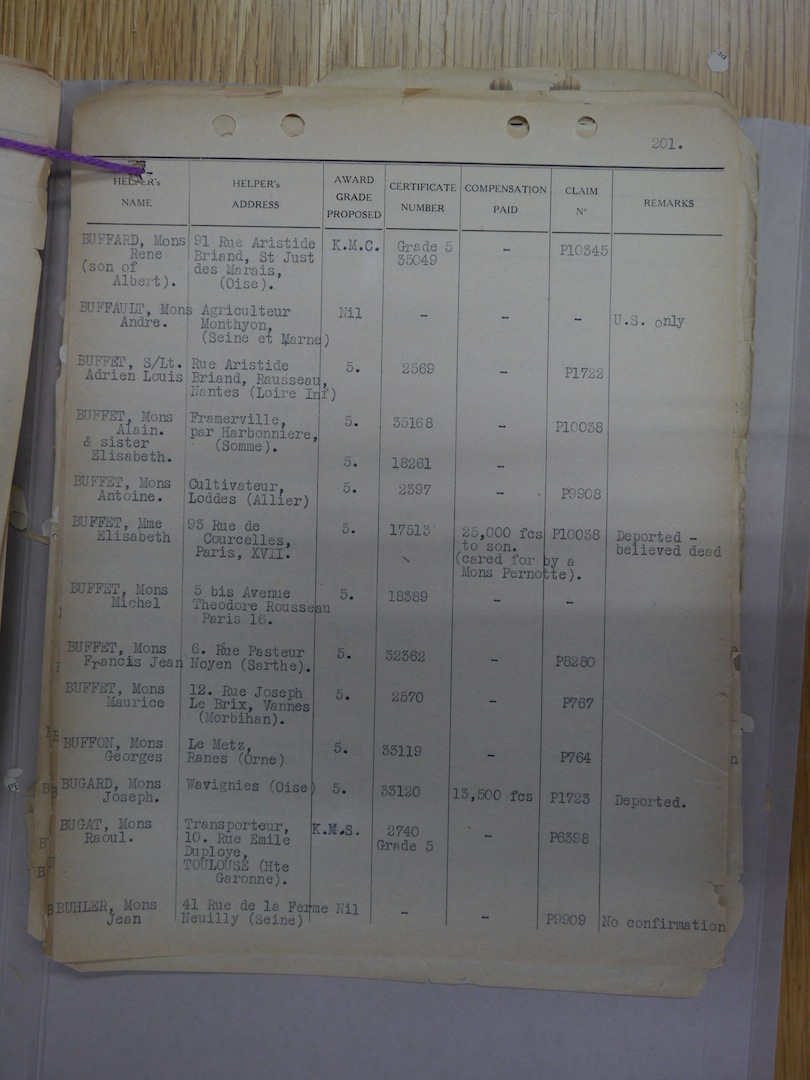 201.
HELPER's NAME | HELPER's ADDRESS | AWARD GRADE PROPOSED | CERTIFICATE NUMBER | COMPENSATION PAID | CLAIM Nº | REMARKS
BUFFARD, Mons 91 Rue Aristide K.M.C. Grade 5 - P10345
Rene Briand, St Just 35049
(son of des Marais,
Albert). (Oise).
BUFFAULT, Mons Agriculteur Nil - - -
Andre. Monthyon, U.S. only
(Seine et Marne)
BUFFET, S/Lt. Rue Aristide 5. 2569 - P1722
Adrien Louis Briand, Rausseau,
Nantes (Loire Inf)
BUFFET, Mons Framerville, 5. 35168 - P10038
Alain. par Harbonniere,
& sister (Somme).
Elisabeth. 5. 18261 -
BUFFET, Mons Cultivateur, 5. 2397 - P9908
Antoine. Loddes (Allier)
BUFFET, Mme 93 Rue de 5. 17513 25,000 fcs P10038 Deported -
Elisabeth Courcelles, to son. believed dead
Paris, XVII. (cared for by a
Mons Pernotte).
BUFFET, Mons 5 bis Avenue 5. 18389 - -
Michel Theodore Rousseau
Paris 16.
BUFFET, Mons 6. Rue Pasteur 5. 32362 - P8280
Francis Jean Noyen (Sarthe).
BUFFET, Mons 12. Rue Joseph 5. 2570 - P767
Maurice Le Brix, Vannes
(Morbihan).
BUFFON, Mons Le Metz, 5. 33119 - P764
Georges Ranes (Orne)
BUGARD, Mons Wavignies (Oise) 5. 33120 13,500 fcs P1723 Deported.
Joseph.
BUGAT, Mons Transporteur, K.M.S. 2740 - P6398
Raoul. 10. Rue Emile Grade 5
Duploye,
TOULOUSE (Hte
Garonne).
BUHLER, Mons 41 Rue de la Ferme Nil - - P9909 No confirmation
Jean Neuilly (Seine)